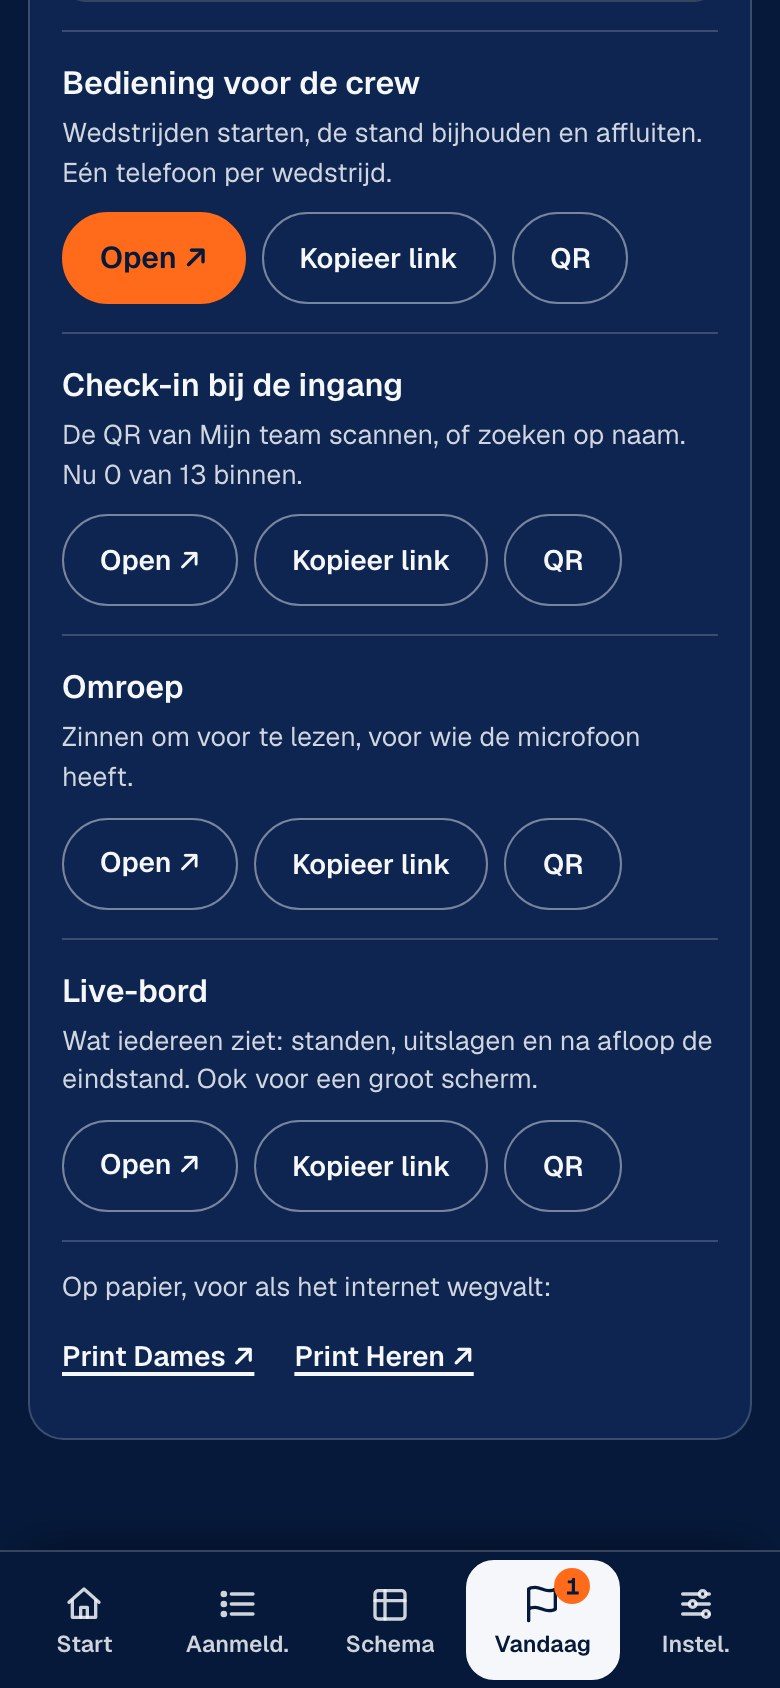 Bediening voor de crew
Wedstrijden starten, de stand bijhouden en affluiten.
Eén telefoon per wedstrijd.
Open ↗ Kopieer link QR
Check-in bij de ingang
De QR van Mijn team scannen, of zoeken op naam.
Nu 0 van 13 binnen.
Open ↗ Kopieer link QR
Omroep
Zinnen om voor te lezen, voor wie de microfoon
heeft.
Open ↗ Kopieer link QR
Live-bord
Wat iedereen ziet: standen, uitslagen en na afloop de
eindstand. Ook voor een groot scherm.
Open ↗ Kopieer link QR
Op papier, voor als het internet wegvalt:
Print Dames ↗ Print Heren ↗
1
Start Aanmeld. Schema Vandaag Instel.